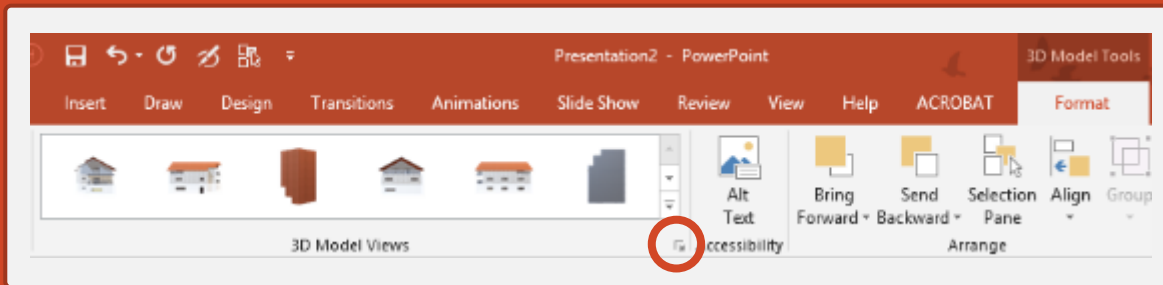 Presentation2 - PowerPoint
3D Model Tools
Insert Draw Design Transitions Animations Slide Show Review View Help ACROBAT Format
Alt Text
Bring Forward
Send Backward
Selection Pane
Align
Group
3D Model Views
Accessibility
Arrange